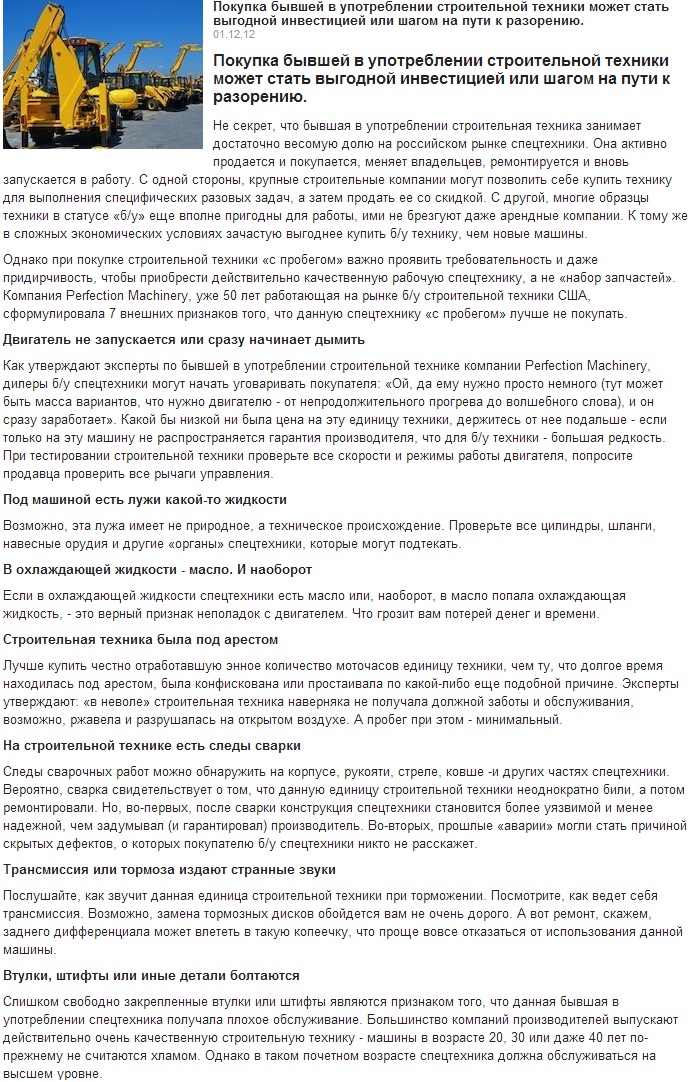 Покупка бывшей в употреблении строительной техники может стать
выгодной инвестицией или шагом на пути к разорению.
01.12.12
Покупка бывшей в употреблении строительной техники
может стать выгодной инвестицией или шагом на пути к
разорению.
Не секрет, что бывшая в употреблении строительная техника занимает
достаточно весомую долю на российском рынке спецтехники. Она активно
продается и покупается, меняет владельцев, ремонтируется и вновь
запускается в работу. С одной стороны, крупные строительные компании могут позволить себе купить технику
для выполнения специфических разовых задач, а затем продать ее со скидкой. С другой, многие образцы
техники в статусе «б/у» еще вполне пригодны для работы, ими не брезгуют даже арендные компании. К тому же
в сложных экономических условиях зачастую выгоднее купить б/у технику, чем новые машины.
Однако при покупке строительной техники «с пробегом» важно проявить требовательность и даже
придирчивость, чтобы приобрести действительно качественную рабочую спецтехнику, а не «набор запчастей».
Компания Perfection Machinery, уже 50 лет работающая на рынке б/у строительной техники США,
сформулировала 7 внешних признаков того, что данную спецтехнику «с пробегом» лучше не покупать.
Двигатель не запускается или сразу начинает дымить
Как утверждают эксперты по бывшей в употреблении строительной технике компании Perfection Machinery,
дилеры б/у спецтехники могут начать уговаривать покупателя: «Ой, да ему нужно просто немного (тут может
быть масса вариантов, что нужно двигателю - от непродолжительного прогрева до волшебного слова), и он
сразу заработает». Какой бы низкой ни была цена на эту единицу техники, держитесь от нее подальше - если
только на эту машину не распространяется гарантия производителя, что для б/у техники - большая редкость.
При тестировании строительной техники проверьте все скорости и режимы работы двигателя, попросите
продавца проверить все рычаги управления.
Под машиной есть лужи какой-то жидкости
Возможно, эта лужа имеет не природное, а техническое происхождение. Проверьте все цилиндры, шланги,
навесные орудия и другие «органы» спецтехники, которые могут подтекать.
В охлаждающей жидкости - масло. И наоборот
Если в охлаждающей жидкости спецтехники есть масло или, наоборот, в масло попала охлаждающая
жидкость, - это верный признак неполадок с двигателем. Что грозит вам потерей денег и времени.
Строительная техника была под арестом
Лучше купить честно отработавшую энное количество моточасов единицу техники, чем ту, что долгое время
находилась под арестом, была конфискована или простаивала по какой-либо еще подобной причине. Эксперты
утверждают: «в неволе» строительная техника наверняка не получала должной заботы и обслуживания,
возможно, ржавела и разрушалась на открытом воздухе. А пробег при этом - минимальный.
На строительной технике есть следы сварки
Следы сварочных работ можно обнаружить на корпусе, рукояти, стреле, ковше -и других частях спецтехники.
Вероятно, сварка свидетельствует о том, что данную единицу строительной техники неоднократно били, а потом
ремонтировали. Но, во-первых, после сварки конструкция спецтехники становится более уязвимой и менее
надежной, чем задумывал (и гарантировал) производитель. Во-вторых, прошлые «аварии» могли стать причиной
скрытых дефектов, о которых покупателю б/у спецтехники никто не расскажет.
Трансмиссия или тормоза издают странные звуки
Послушайте, как звучит данная единица строительной техники при торможении. Посмотрите, как ведет себя
трансмиссия. Возможно, замена тормозных дисков обойдется вам не очень дорого. А вот ремонт, скажем,
заднего дифференциала может влететь в такую копеечку, что проще вовсе отказаться от использования данной
машины.
Втулки, штифты или иные детали болтаются
Слишком свободно закрепленные втулки или штифты являются признаком того, что данная бывшая в
употреблении спецтехника получала плохое обслуживание. Большинство компаний производителей выпускают
действительно очень качественную строительную технику - машины в возрасте 20, 30 или даже 40 лет по-
прежнему не считаются хламом. Однако в таком почетном возрасте спецтехника должна обслуживаться на
высшем уровне.